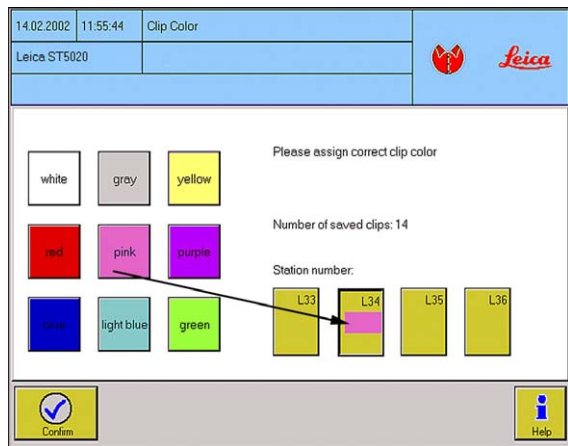 14.02.2002 11:55:44 Clip Color
Leica ST5020
Leica
Please assign correct clip color
white gray yellow
Number of saved clips: 14
red pink purple
Station number:
L33 L34 L35 L36
blue light blue green
Confirm
Help